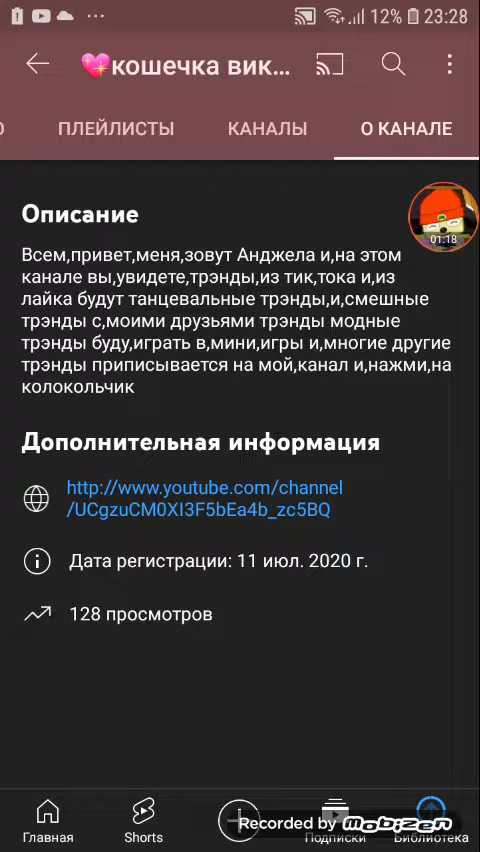 12% 23:28
💖кошечка вик...
О ПЛЕЙЛИСТЫ КАНАЛЫ О КАНАЛЕ
Описание
01:18
Всем,привет,меня,зовут Анджела и,на этом
канале вы,увидете,трэнды,из тик,тока и,из
лайка будут танцевальные трэнды,и,смешные
трэнды с,моими друзьями трэнды модные
трэнды буду,играть в,мини,игры и,многие другие
трэнды приписывается на мой,канал и,нажми,на
колокольчик
Дополнительная информация
http://www.youtube.com/channel
/UCgzuCM0XI3F5bEa4b_zc5BQ
Дата регистрации: 11 июл. 2020 г.
128 просмотров
Recorded by MOBIZEN
Главная Shorts Подписки Библиотека